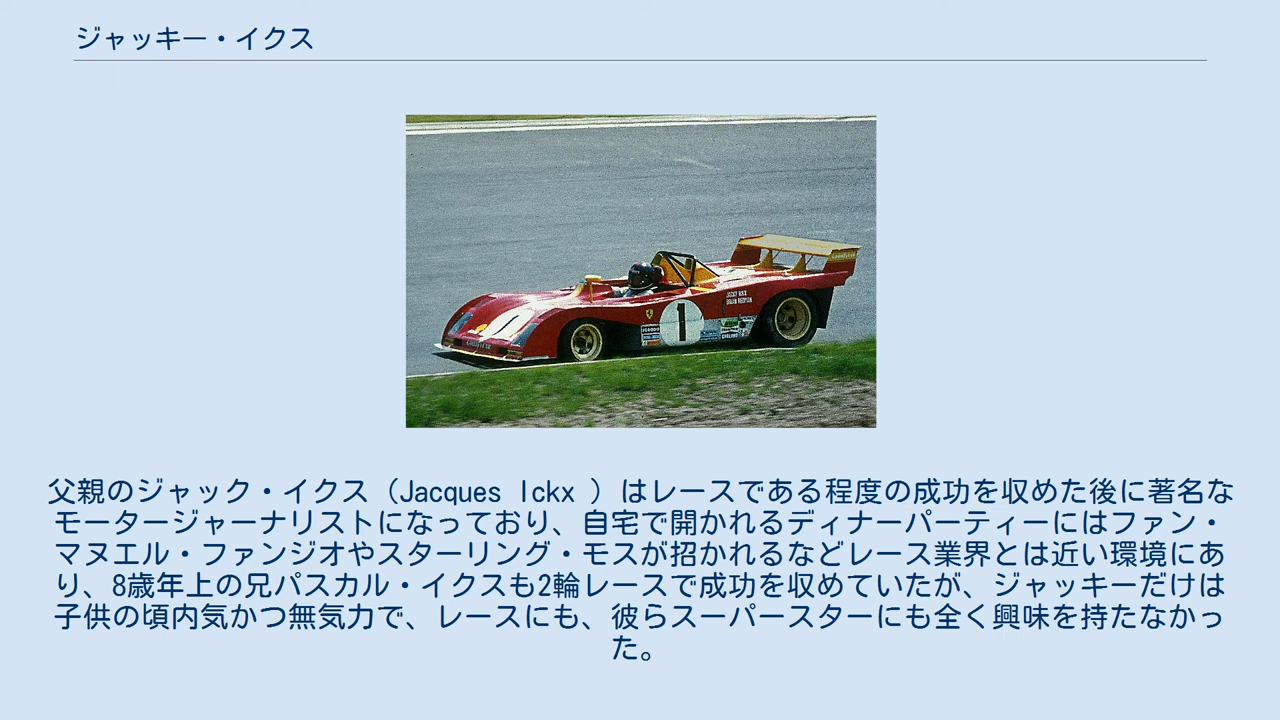 ジャッキー・イクス
1
父親のジャック・イクス（Jacques Ickx ）はレースである程度の成功を収めた後に著名な
モータージャーナリストになっており、自宅で開かれるディナーパーティーにはファン・
マヌエル・ファンジオやスターリング・モスが招かれるなどレース業界とは近い環境にあ
り、8歳年上の兄パスカル・イクスも2輪レースで成功を収めていたが、ジャッキーだけは
子供の頃内気かつ無気力で、レースにも、彼らスーパースターにも全く興味を持たなかっ
た。